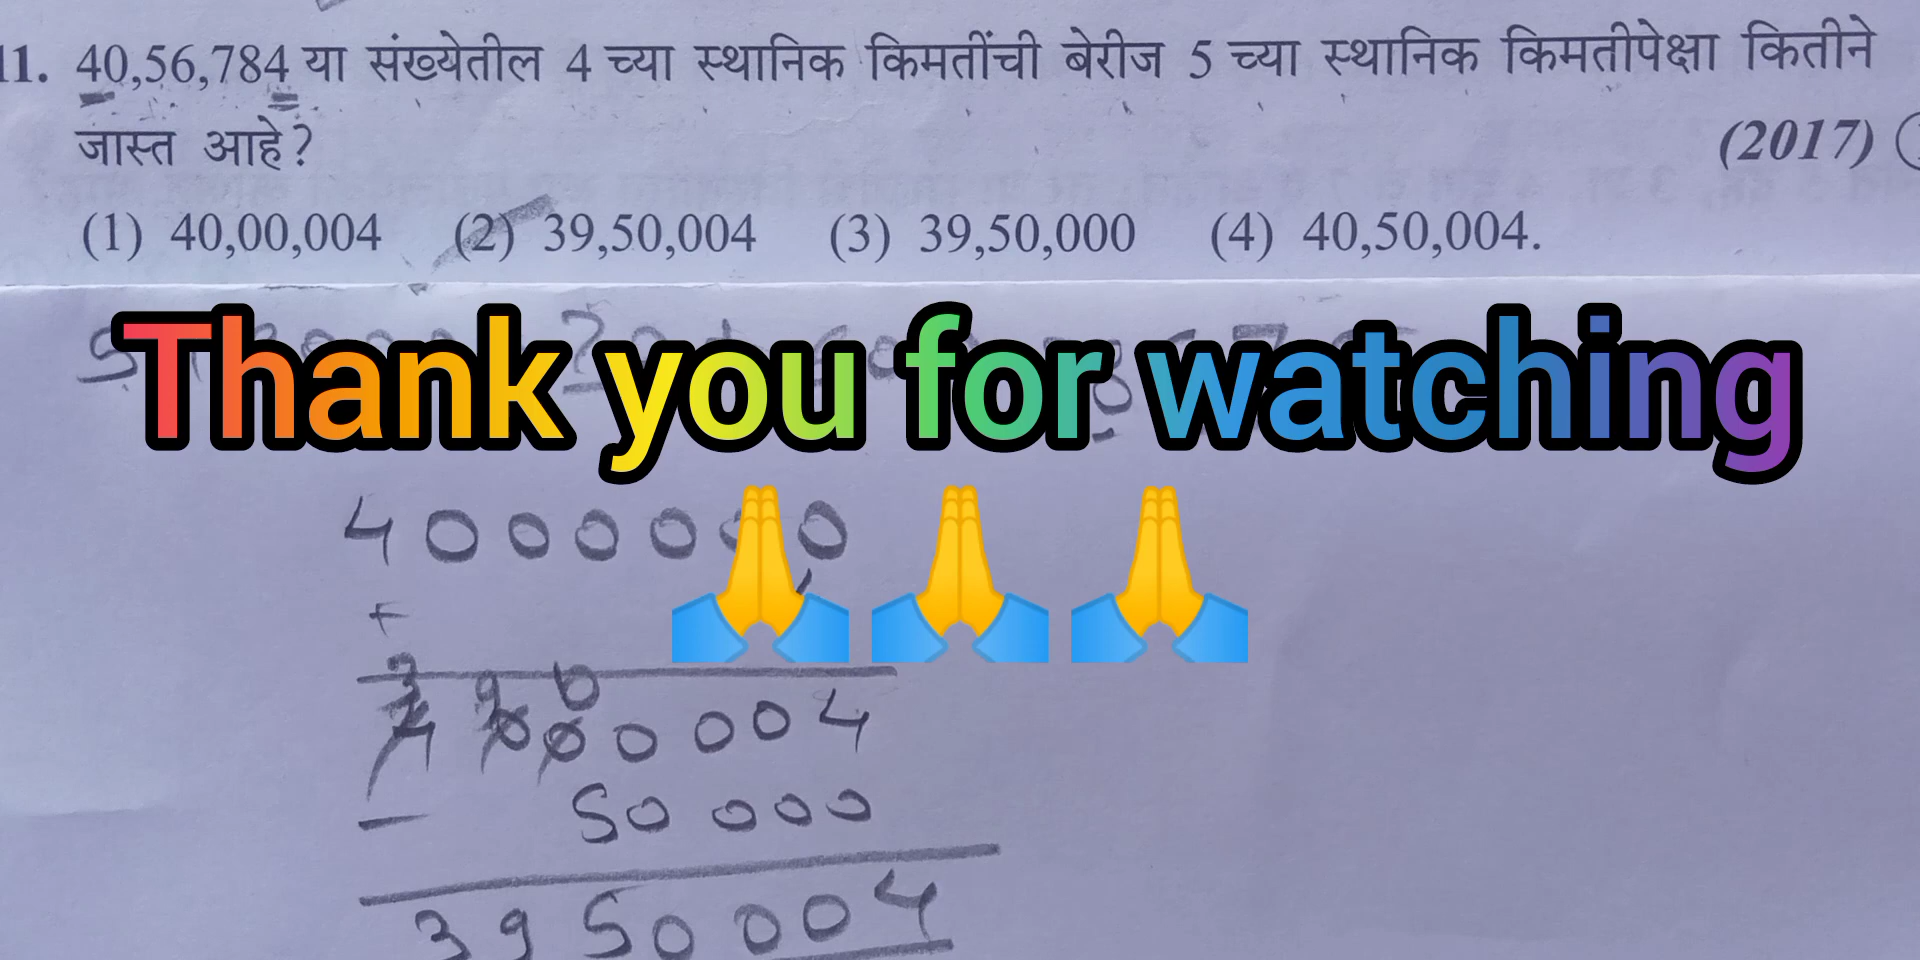 11. 40,56,784 या संख्येतील 4 च्या स्थानिक किमतींची बेरीज 5 च्या स्थानिक किमतीपेक्षा कितीने
जास्त आहे? (2017)
(1) 40,00,004 (2) 39,50,004 (3) 39,50,000 (4) 40,50,004.
Thank you for watching
🙏🙏🙏
+
4000004
- 50000
3950004